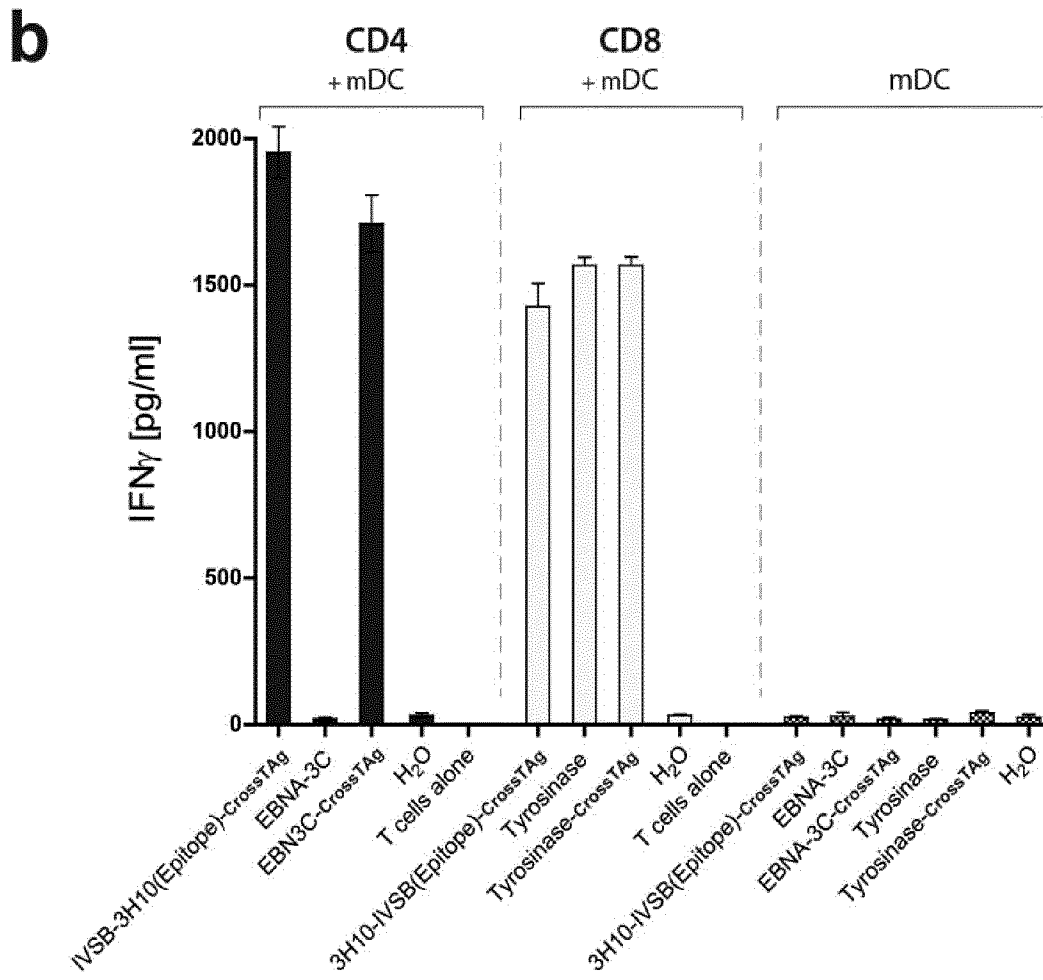 b
CD4
+ mDC
CD8
+ mDC
mDC
IFNγ [pg/ml]
2000
1500
1000
500
0
IVSB-3H10(Epitope)-CrossTAg
EBNA-3C
EBN3C-CrossTAg
H2O
T cells alone
3H10-IVSB(Epitope)-CrossTAg
Tyrosinase
Tyrosinase-CrossTAg
H2O
T cells alone
3H10-IVSB(Epitope)-CrossTAg
EBNA-3C
EBNA-3C-CrossTAg
Tyrosinase
Tyrosinase-CrossTAg
H2O